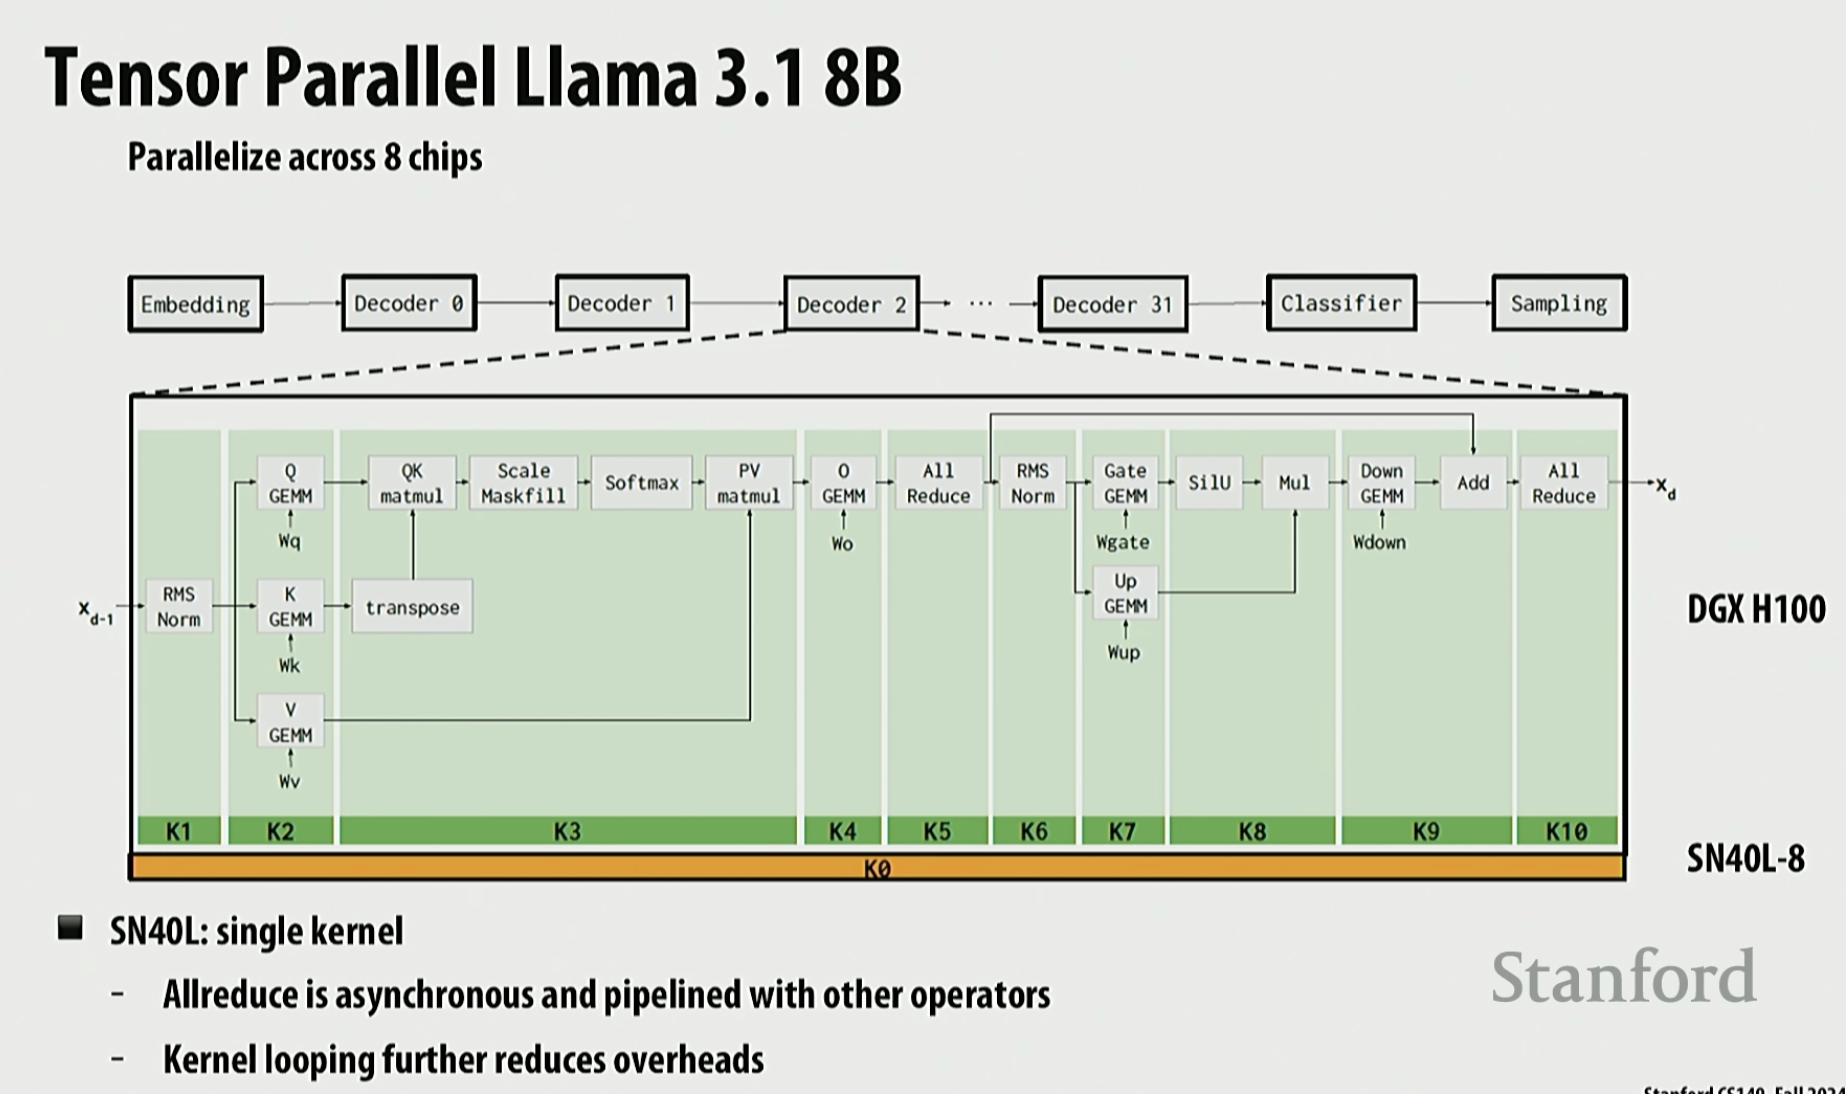 Tensor Parallel Llama 3.1 8B
Parallelize across 8 chips
Embedding
Decoder 0
Decoder 1
Decoder 2
...
Decoder 31
Classifier
Sampling
Q
GEMM
Wq
QK
matmul
Scale
Maskfill
Softmax
PV
matmul
O
GEMM
Wo
All
Reduce
RMS
Norm
Gate
GEMM
Wgate
SilU
Mul
Down
GEMM
Wdown
Add
All
Reduce
xd
xd-1
RMS
Norm
K
GEMM
Wk
transpose
Up
GEMM
Wup
V
GEMM
Wv
DGX H100
K1
K2
K3
K4
K5
K6
K7
K8
K9
K10
K0
SN40L-8
■ SN40L: single kernel
- Allreduce is asynchronous and pipelined with other operators
- Kernel looping further reduces overheads
Stanford
Stanford CS149, Fall 2024